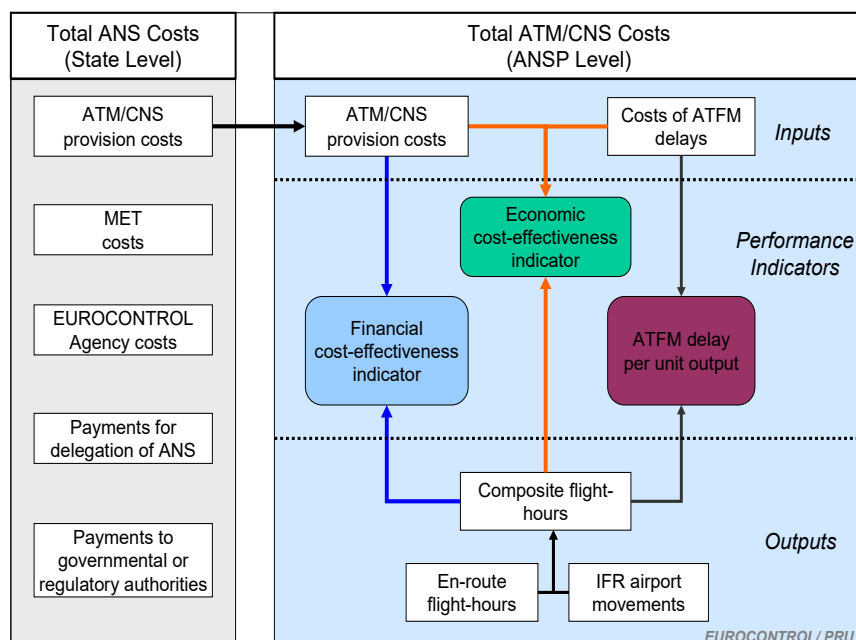 Total ANS Costs
(State Level)
Total ATM/CNS Costs
(ANSP Level)
ATM/CNS
provision costs
MET
costs
EUROCONTROL
Agency costs
Payments for
delegation of ANS
Payments to
governmental or
regulatory authorities
ATM/CNS
provision costs
Costs of ATFM
delays
Inputs
Economic
cost-effectiveness
indicator
Performance
Indicators
Financial
cost-effectiveness
indicator
ATFM delay
per unit output
Composite flight-
hours
Outputs
En-route
flight-hours
IFR airport
movements
EUROCONTROL/ PRU